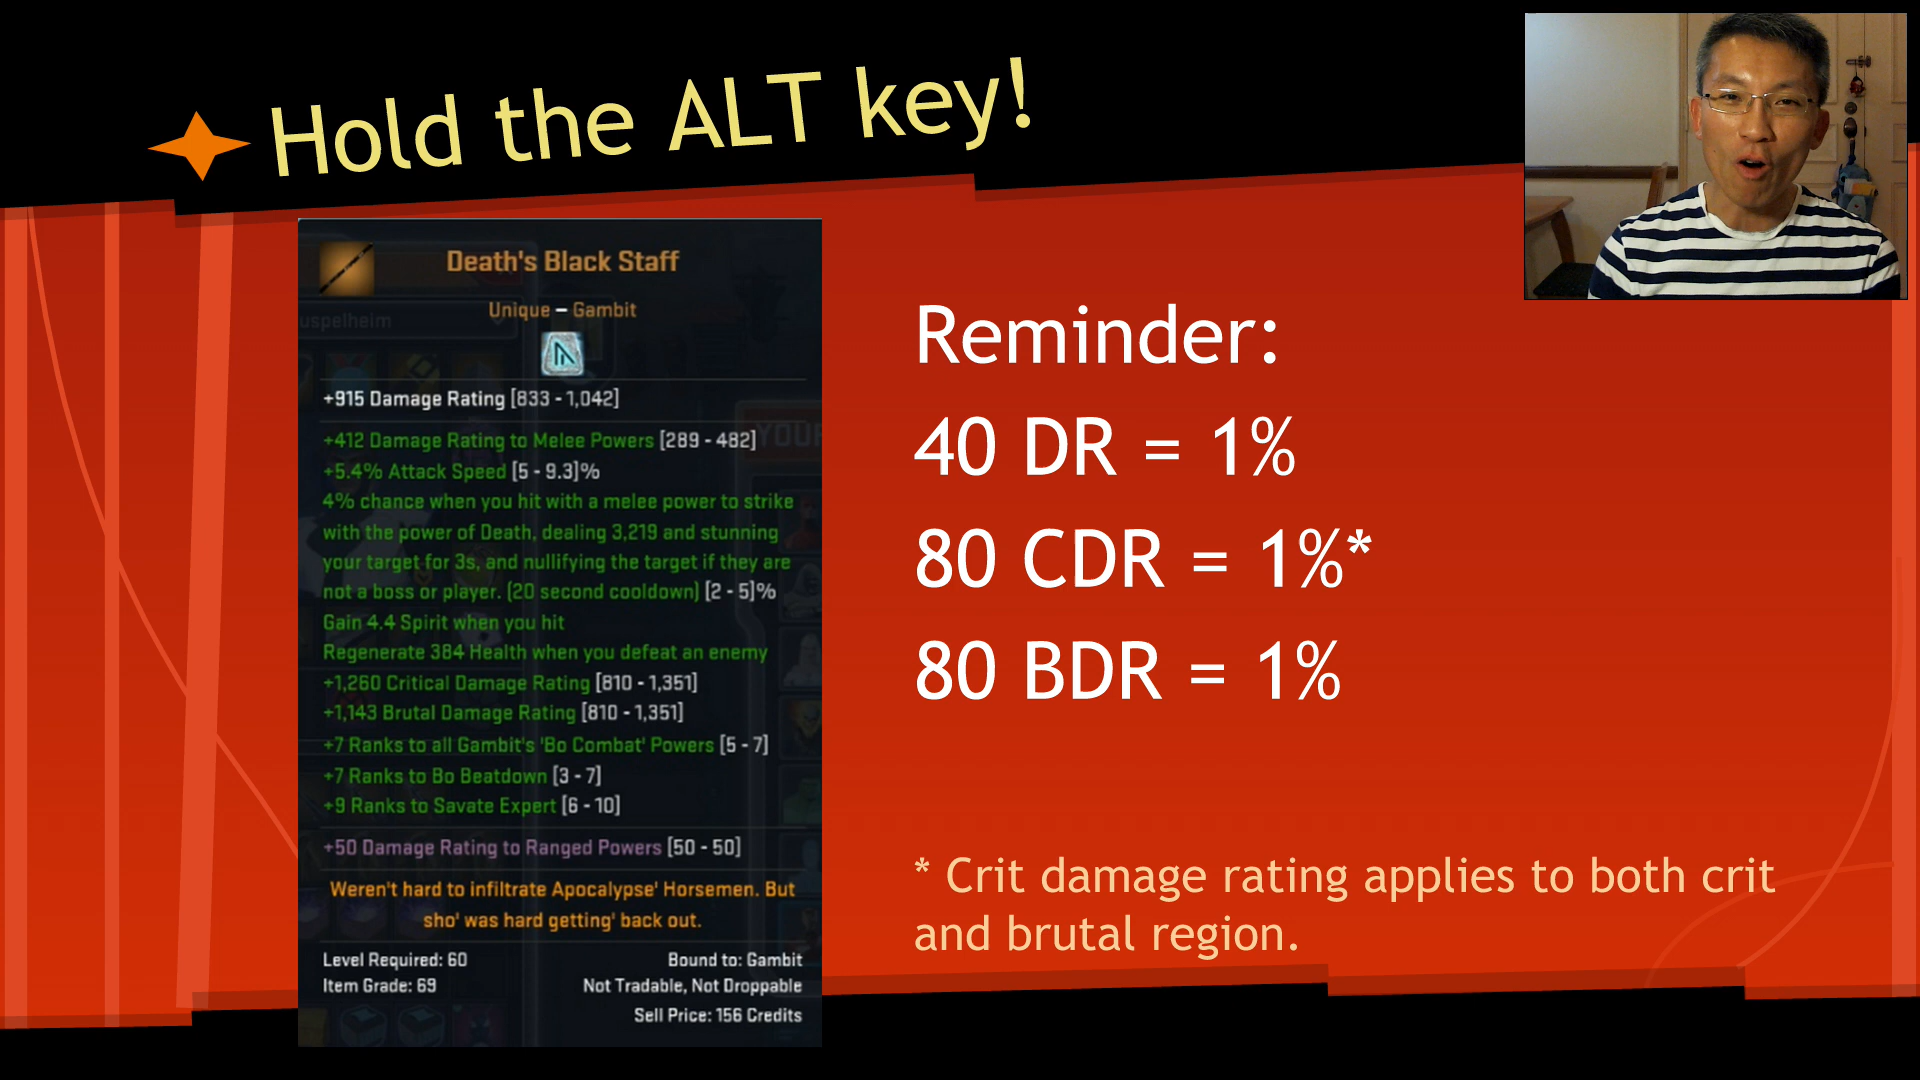 Hold the ALT key!
Death's Black Staff
Unique – Gambit
uspelheim
+915 Damage Rating [833 - 1,042]
+412 Damage Rating to Melee Powers [289 - 482]
YOUR
+5.4% Attack Speed [5 - 9.3]%
4% chance when you hit with a melee power to strike
with the power of Death, dealing 3,219 and stunning
your target for 3s, and nullifying the target if they are
not a boss or player. (20 second cooldown) [2 - 5]%
Gain 4.4 Spirit when you hit
Regenerate 384 Health when you defeat an enemy
+1,260 Critical Damage Rating [810 - 1,351]
+1,143 Brutal Damage Rating [810 - 1,351]
+7 Ranks to all Gambit's 'Bo Combat' Powers [5 - 7]
+7 Ranks to Bo Beatdown [3 - 7]
+9 Ranks to Savate Expert [6 - 10]
+50 Damage Rating to Ranged Powers [50 - 50]
Weren't hard to infiltrate Apocalypse' Horsemen. But
sho' was hard getting' back out.
Level Required: 60
Bound to: Gambit
Item Grade: 69
Not Tradable, Not Droppable
Sell Price: 156 Credits
Reminder:
40 DR = 1%
80 CDR = 1%*
80 BDR = 1%
* Crit damage rating applies to both crit
and brutal region.